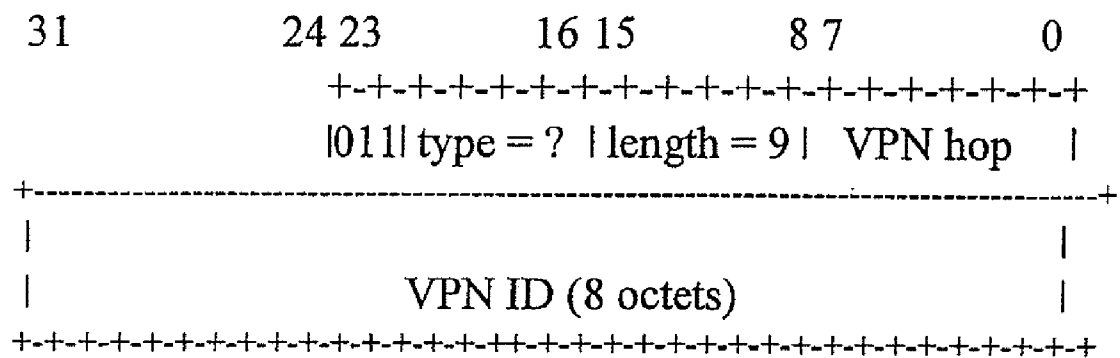 31 24 23 16 15 8 7 0
+-+-+-+-+-+-+-+-+-+-+-+-+-+-+-+-+-+-+-+
|011| type = ? | length = 9 | VPN hop |
+---------------------------------------------------------------+
| |
| VPN ID (8 octets) |
+-+-+-+-+-+-+-+-+-+-+-+-+-++-+-+-+-+-+-+-+-+-+-+-+-+-+-+-+-+-+